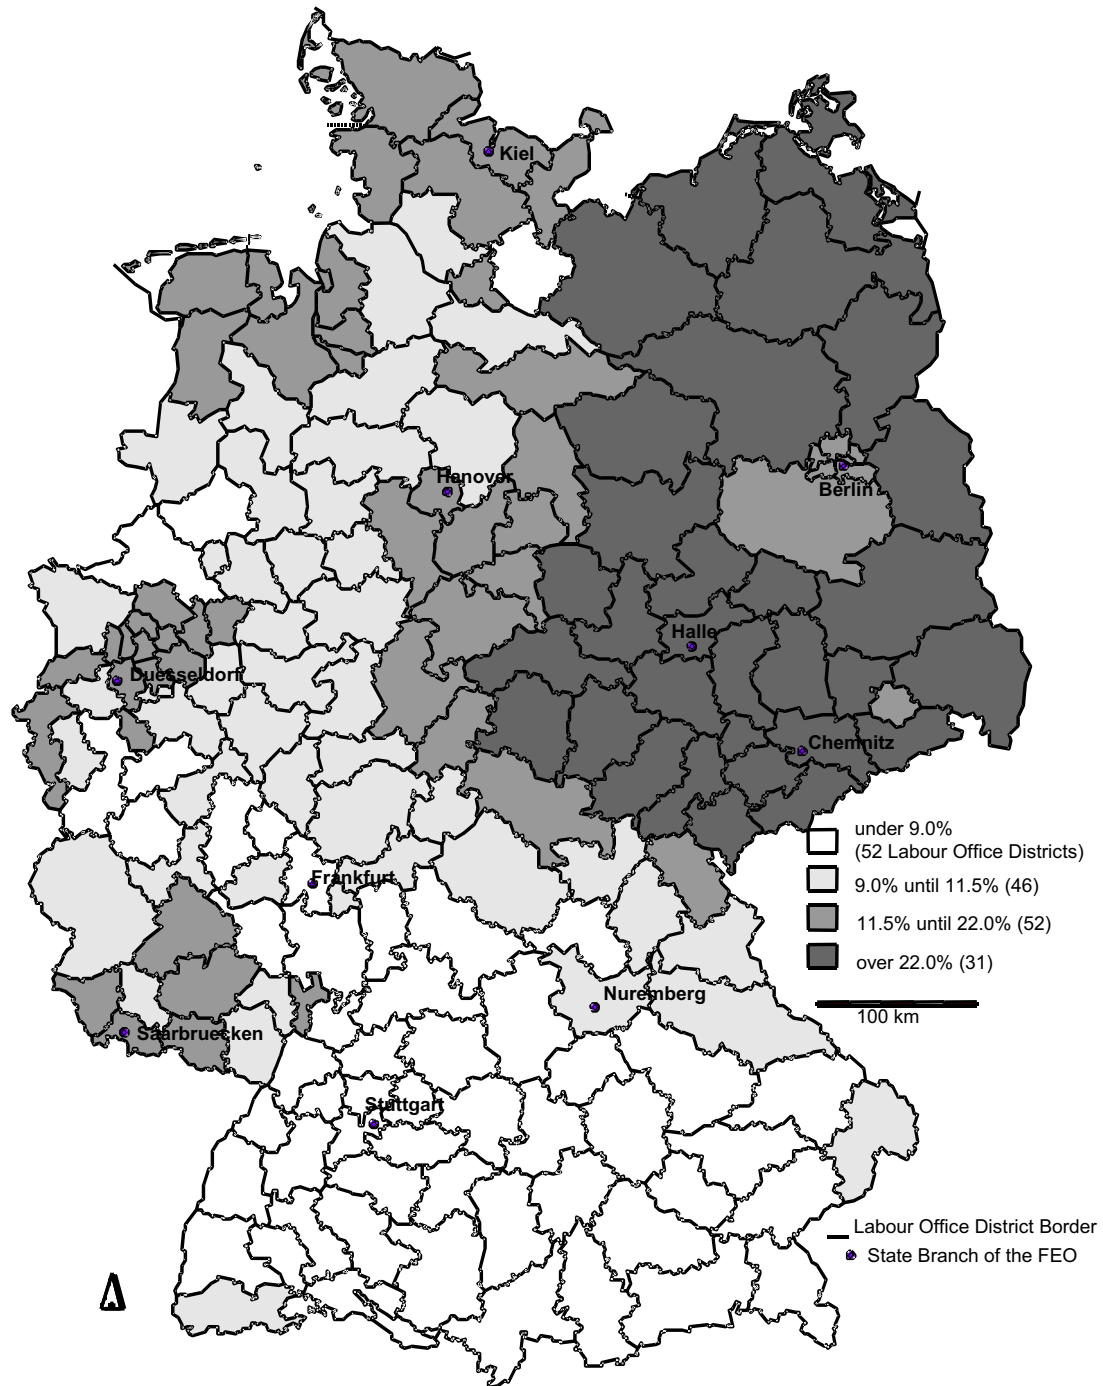 Kiel
Hanover
Berlin
Halle
Duesseldorf
Chemnitz
under 9.0%
(52 Labour Office Districts)
Frankfurt
9.0% until 11.5% (46)
11.5% until 22.0% (52)
over 22.0% (31)
Nuremberg
100 km
Saarbruecken
Stuttgart
Labour Office District Border
State Branch of the FEO